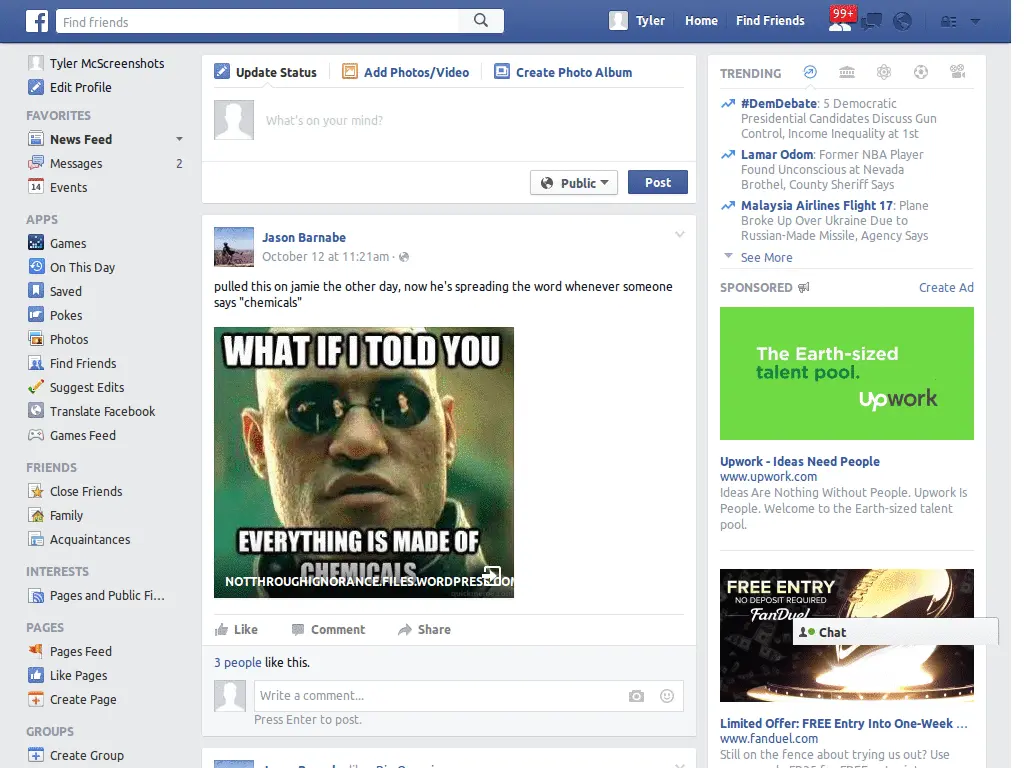 Find friends
Tyler
Home
Find Friends
99+
Tyler McScreenshots
Edit Profile
FAVORITES
News Feed
Messages
2
14
Events
APPS
Games
On This Day
Saved
Pokes
Photos
Find Friends
Suggest Edits
Translate Facebook
Games Feed
FRIENDS
Close Friends
Family
Acquaintances
INTERESTS
Pages and Public Fi...
PAGES
Pages Feed
Like Pages
Create Page
GROUPS
Create Group
Update Status
Add Photos/Video
Create Photo Album
What's on your mind?
Public
Post
Jason Barnabe
October 12 at 11:21am ·
pulled this on jamie the other day, now he's spreading the word whenever someone
says "chemicals"
WHAT IF I TOLD YOU
EVERYTHING IS MADE OF
CHEMICALS
NOTTHROUGHIGNORANCE.FILES.WORDPRESS.COM
Like
Comment
Share
3 people like this.
Write a comment...
Press Enter to post.
TRENDING
#DemDebate: 5 Democratic
Presidential Candidates Discuss Gun
Control, Income Inequality at 1st
Lamar Odom: Former NBA Player
Found Unconscious at Nevada
Brothel, County Sheriff Says
Malaysia Airlines Flight 17: Plane
Broke Up Over Ukraine Due to
Russian-Made Missile, Agency Says
See More
SPONSORED
Create Ad
The Earth-sized
talent pool.
Upwork
Upwork - Ideas Need People
www.upwork.com
Ideas Are Nothing Without People. Upwork Is
People. Welcome to the Earth-sized talent
pool.
FREE ENTRY
NO DEPOSIT REQUIRED
FanDuel
Chat
Limited Offer: FREE Entry Into One-Week ...
www.fanduel.com
Still on the fence about trying us out? Use